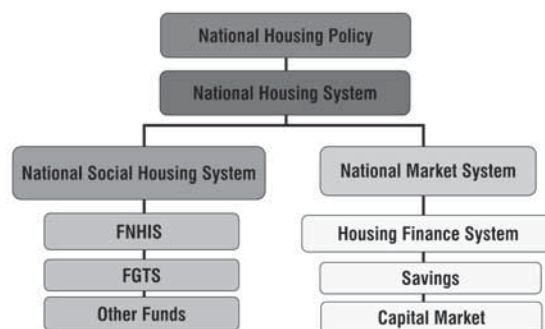 National Housing Policy
National Housing System
National Social Housing System
National Market System
FNHIS
Housing Finance System
FGTS
Savings
Other Funds
Capital Market